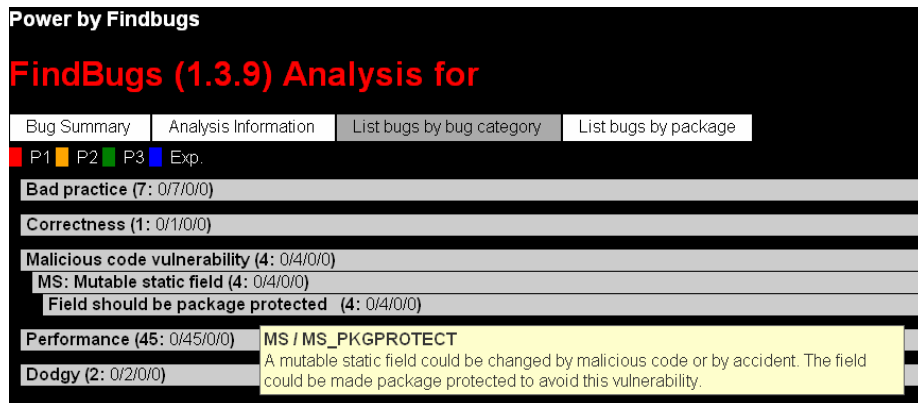 Power by Findbugs
FindBugs (1.3.9) Analysis for
Bug Summary Analysis Information List bugs by bug category List bugs by package
P1 P2 P3 Exp.
Bad practice (7: 0/7/0/0)
Correctness (1: 0/1/0/0)
Malicious code vulnerability (4: 0/4/0/0)
MS: Mutable static field (4: 0/4/0/0)
Field should be package protected (4: 0/4/0/0)
Performance (45: 0/45/0/0)
MS / MS_PKGPROTECT
A mutable static field could be changed by malicious code or by accident. The field
could be made package protected to avoid this vulnerability.
Dodgy (2: 0/2/0/0)